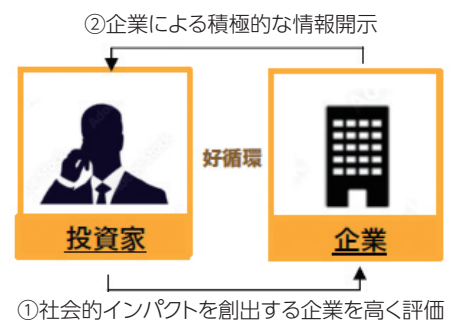 ②企業による積極的な情報開示
好循環
投資家
企業
①社会的インパクトを創出する企業を高く評価